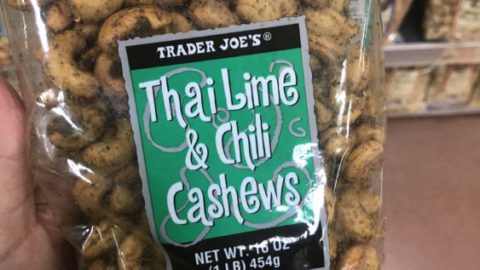 TRADER JOE'S®
Thai Lime
& Chili
Cashews
NET WT. 16 OZ
(1 LB) 454g